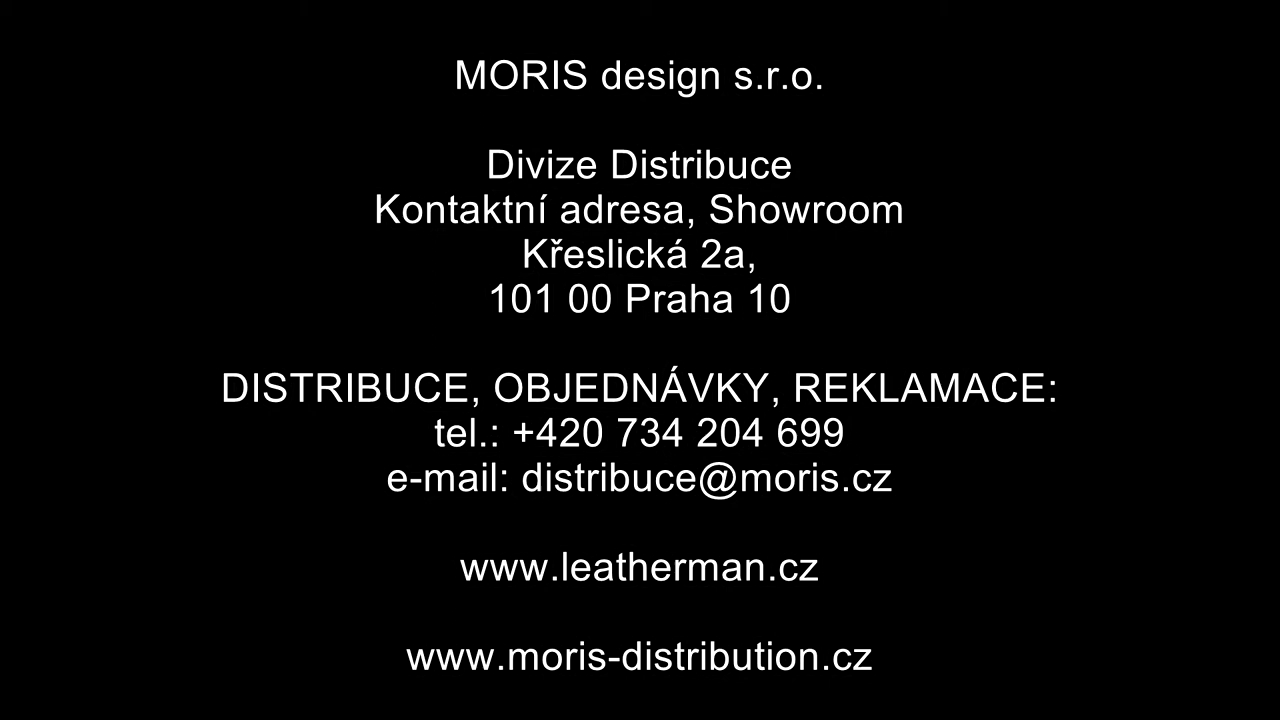 MORIS design s.r.o.
Divize Distribuce
Kontaktní adresa, Showroom
Křeslická 2a,
101 00 Praha 10
DISTRIBUCE, OBJEDNÁVKY, REKLAMACE:
tel.: +420 734 204 699
e-mail: distribuce@moris.cz
www.leatherman.cz
www.moris-distribution.cz